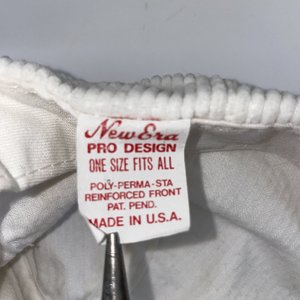 New Era
PRO DESIGN
ONE SIZE FITS ALL
POLY-PERMA-STA
REINFORCED FRONT
PAT. PEND.
MADE IN U.S.A.